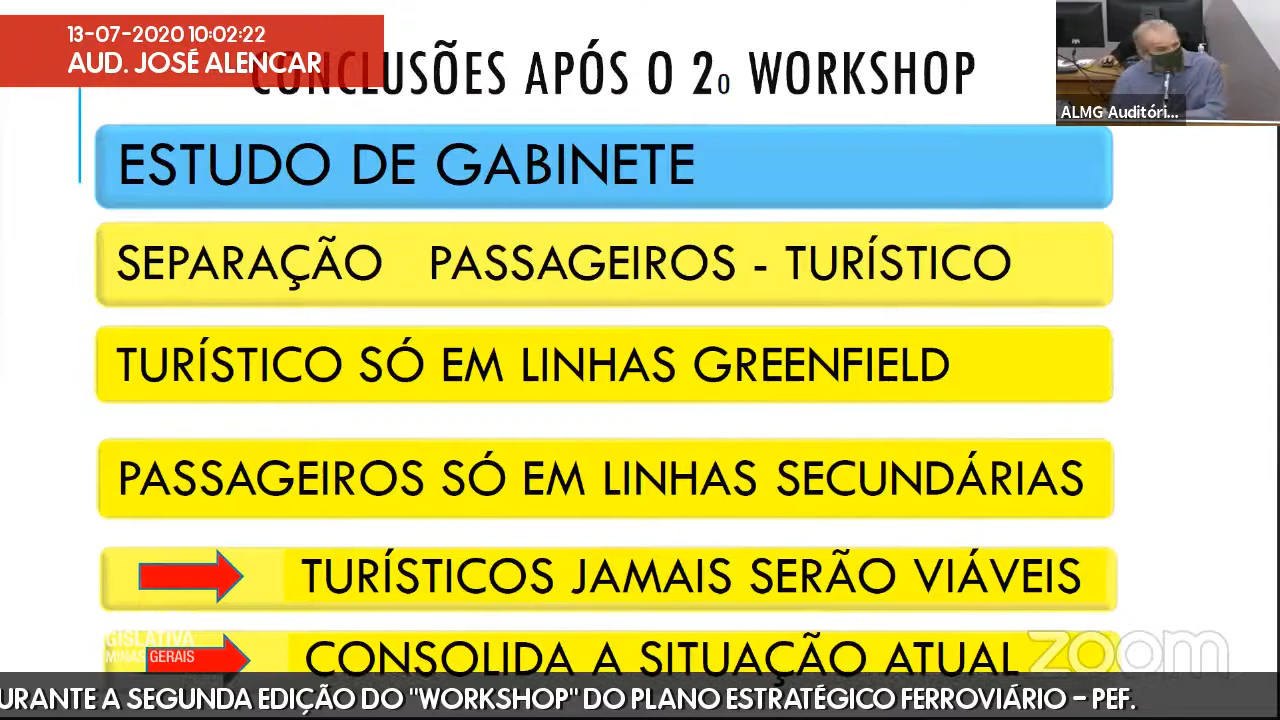 13-07-2020 10:02:22
AUD. JOSÉ ALENCAR
CONCLUSÕES APÓS O 2o WORKSHOP
ALMG Auditóri...
ESTUDO DE GABINETE
SEPARAÇÃO PASSAGEIROS - TURÍSTICO
TURÍSTICO SÓ EM LINHAS GREENFIELD
PASSAGEIROS SÓ EM LINHAS SECUNDÁRIAS
TURÍSTICOS JAMAIS SERÃO VIÁVEIS
CONSOLIDA A SITUAÇÃO ATUAL
GISLATIVA
MINAS GERAIS
zoom
URANTE A SEGUNDA EDIÇÃO DO "WORKSHOP" DO PLANO ESTRATÉGICO FERROVIÁRIO – PEF.